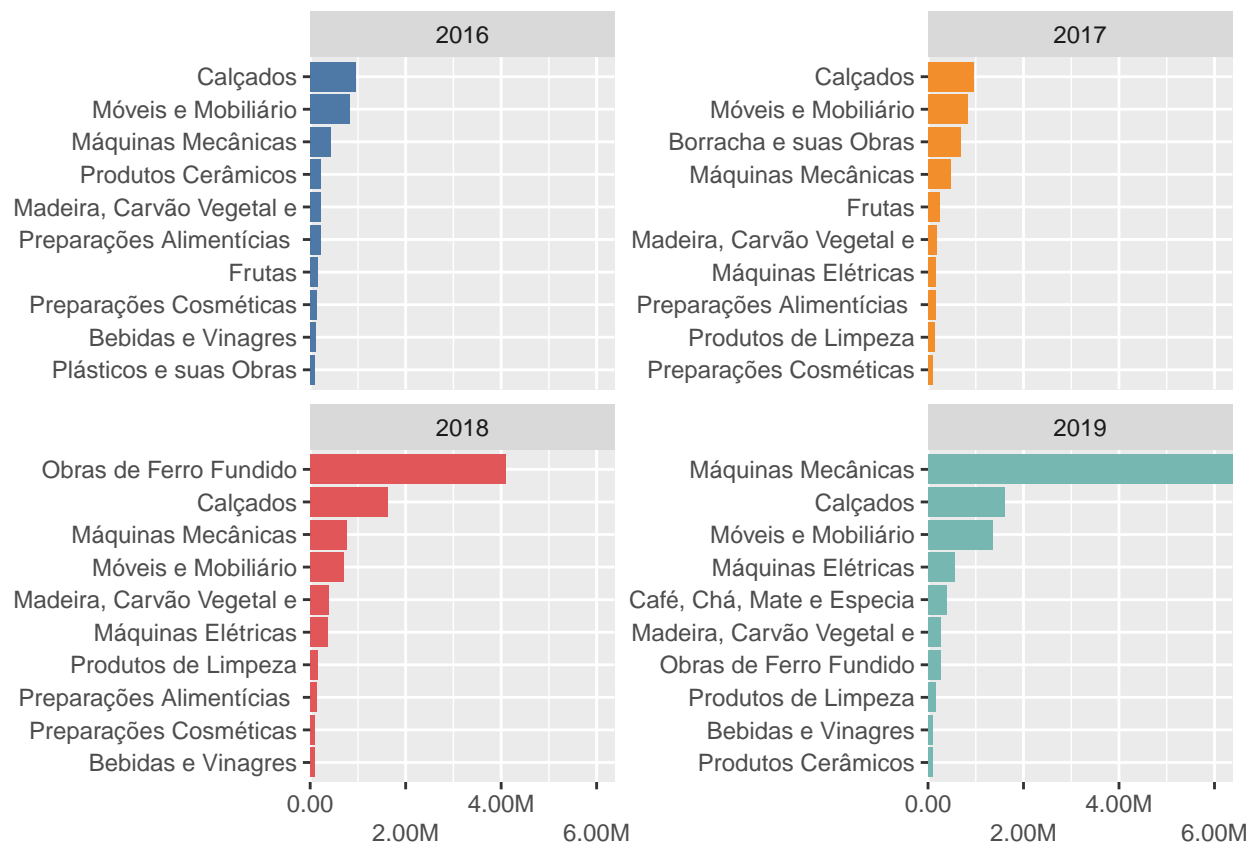 2016
Calçados
Móveis e Mobiliário
Máquinas Mecânicas
Produtos Cerâmicos
Madeira, Carvão Vegetal e
Preparações Alimentícias
Frutas
Preparações Cosméticas
Bebidas e Vinagres
Plásticos e suas Obras
2017
Calçados
Móveis e Mobiliário
Borracha e suas Obras
Máquinas Mecânicas
Frutas
Madeira, Carvão Vegetal e
Máquinas Elétricas
Preparações Alimentícias
Produtos de Limpeza
Preparações Cosméticas
2018
Obras de Ferro Fundido
Calçados
Máquinas Mecânicas
Móveis e Mobiliário
Madeira, Carvão Vegetal e
Máquinas Elétricas
Produtos de Limpeza
Preparações Alimentícias
Preparações Cosméticas
Bebidas e Vinagres
0.00 4.00M
2.00M 6.00M
2019
Máquinas Mecânicas
Calçados
Móveis e Mobiliário
Máquinas Elétricas
Café, Chá, Mate e Especia
Madeira, Carvão Vegetal e
Obras de Ferro Fundido
Produtos de Limpeza
Bebidas e Vinagres
Produtos Cerâmicos
0.00 4.00M
2.00M 6.00M